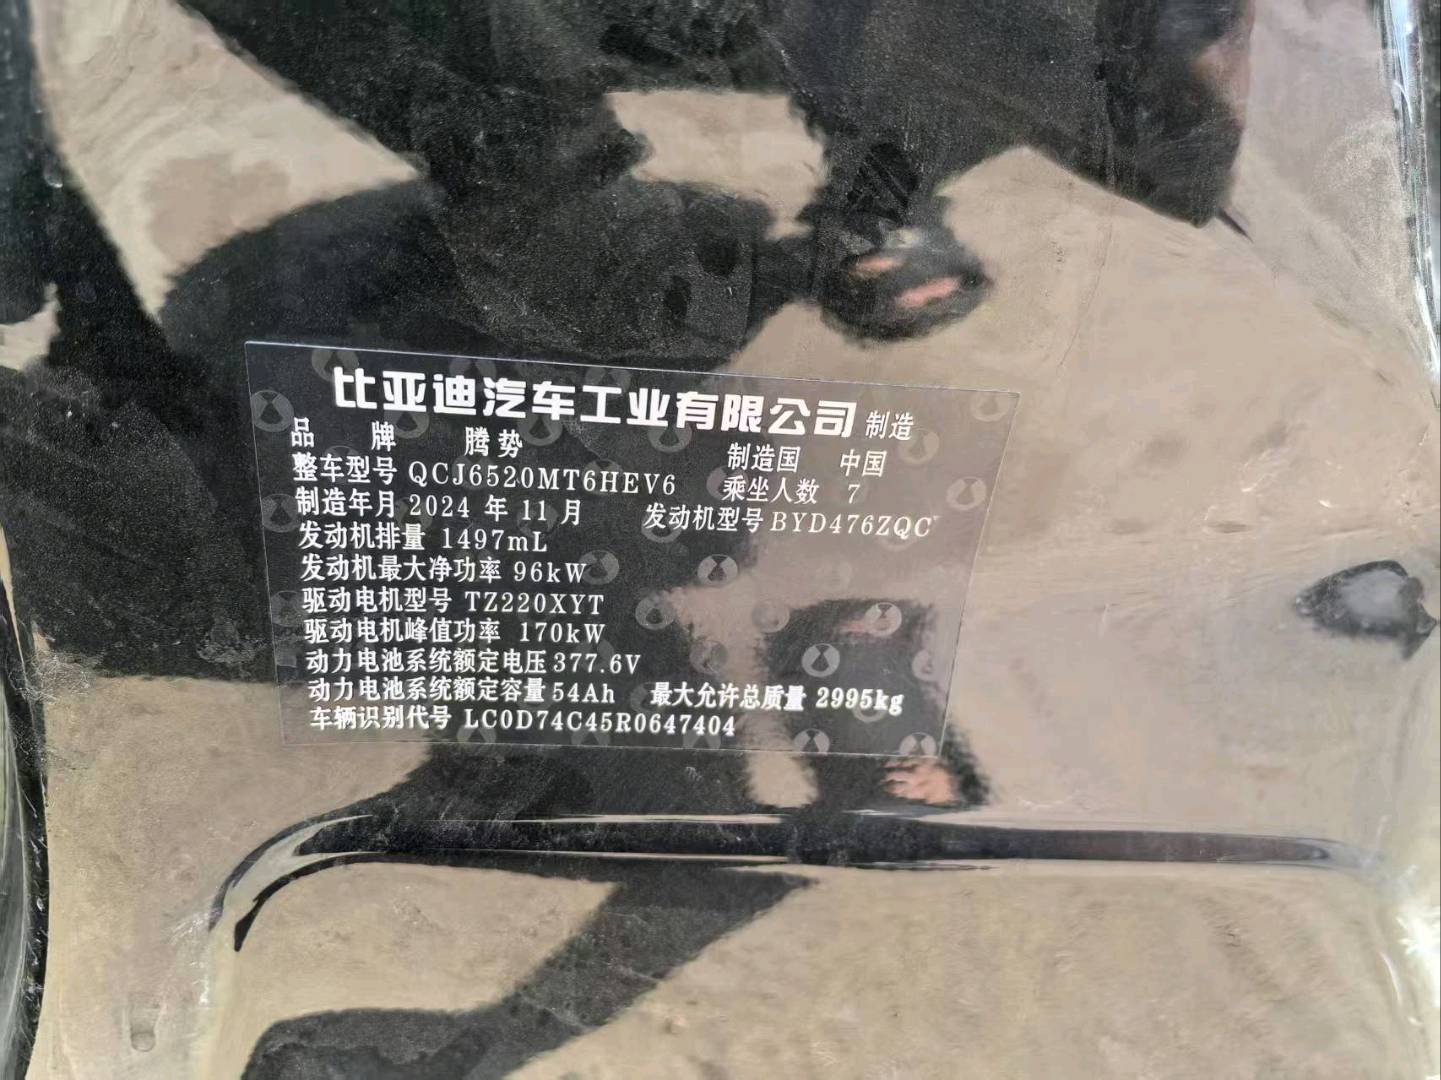 比亚迪汽车工业有限公司 制造
品 牌 腾势 制造国 中国
整车型号 QCJ6520MT6HEV6 乘坐人数 7
制造年月 2024 年 11 月 发动机型号 BYD476ZQC
发动机排量 1497mL
发动机最大净功率 96kW
驱动电机型号 TZ220XYT
驱动电机峰值功率 170kW
动力电池系统额定电压 377.6V
动力电池系统额定容量 54Ah 最大允许总质量 2995kg
车辆识别代号 LC0D74C45R0647404